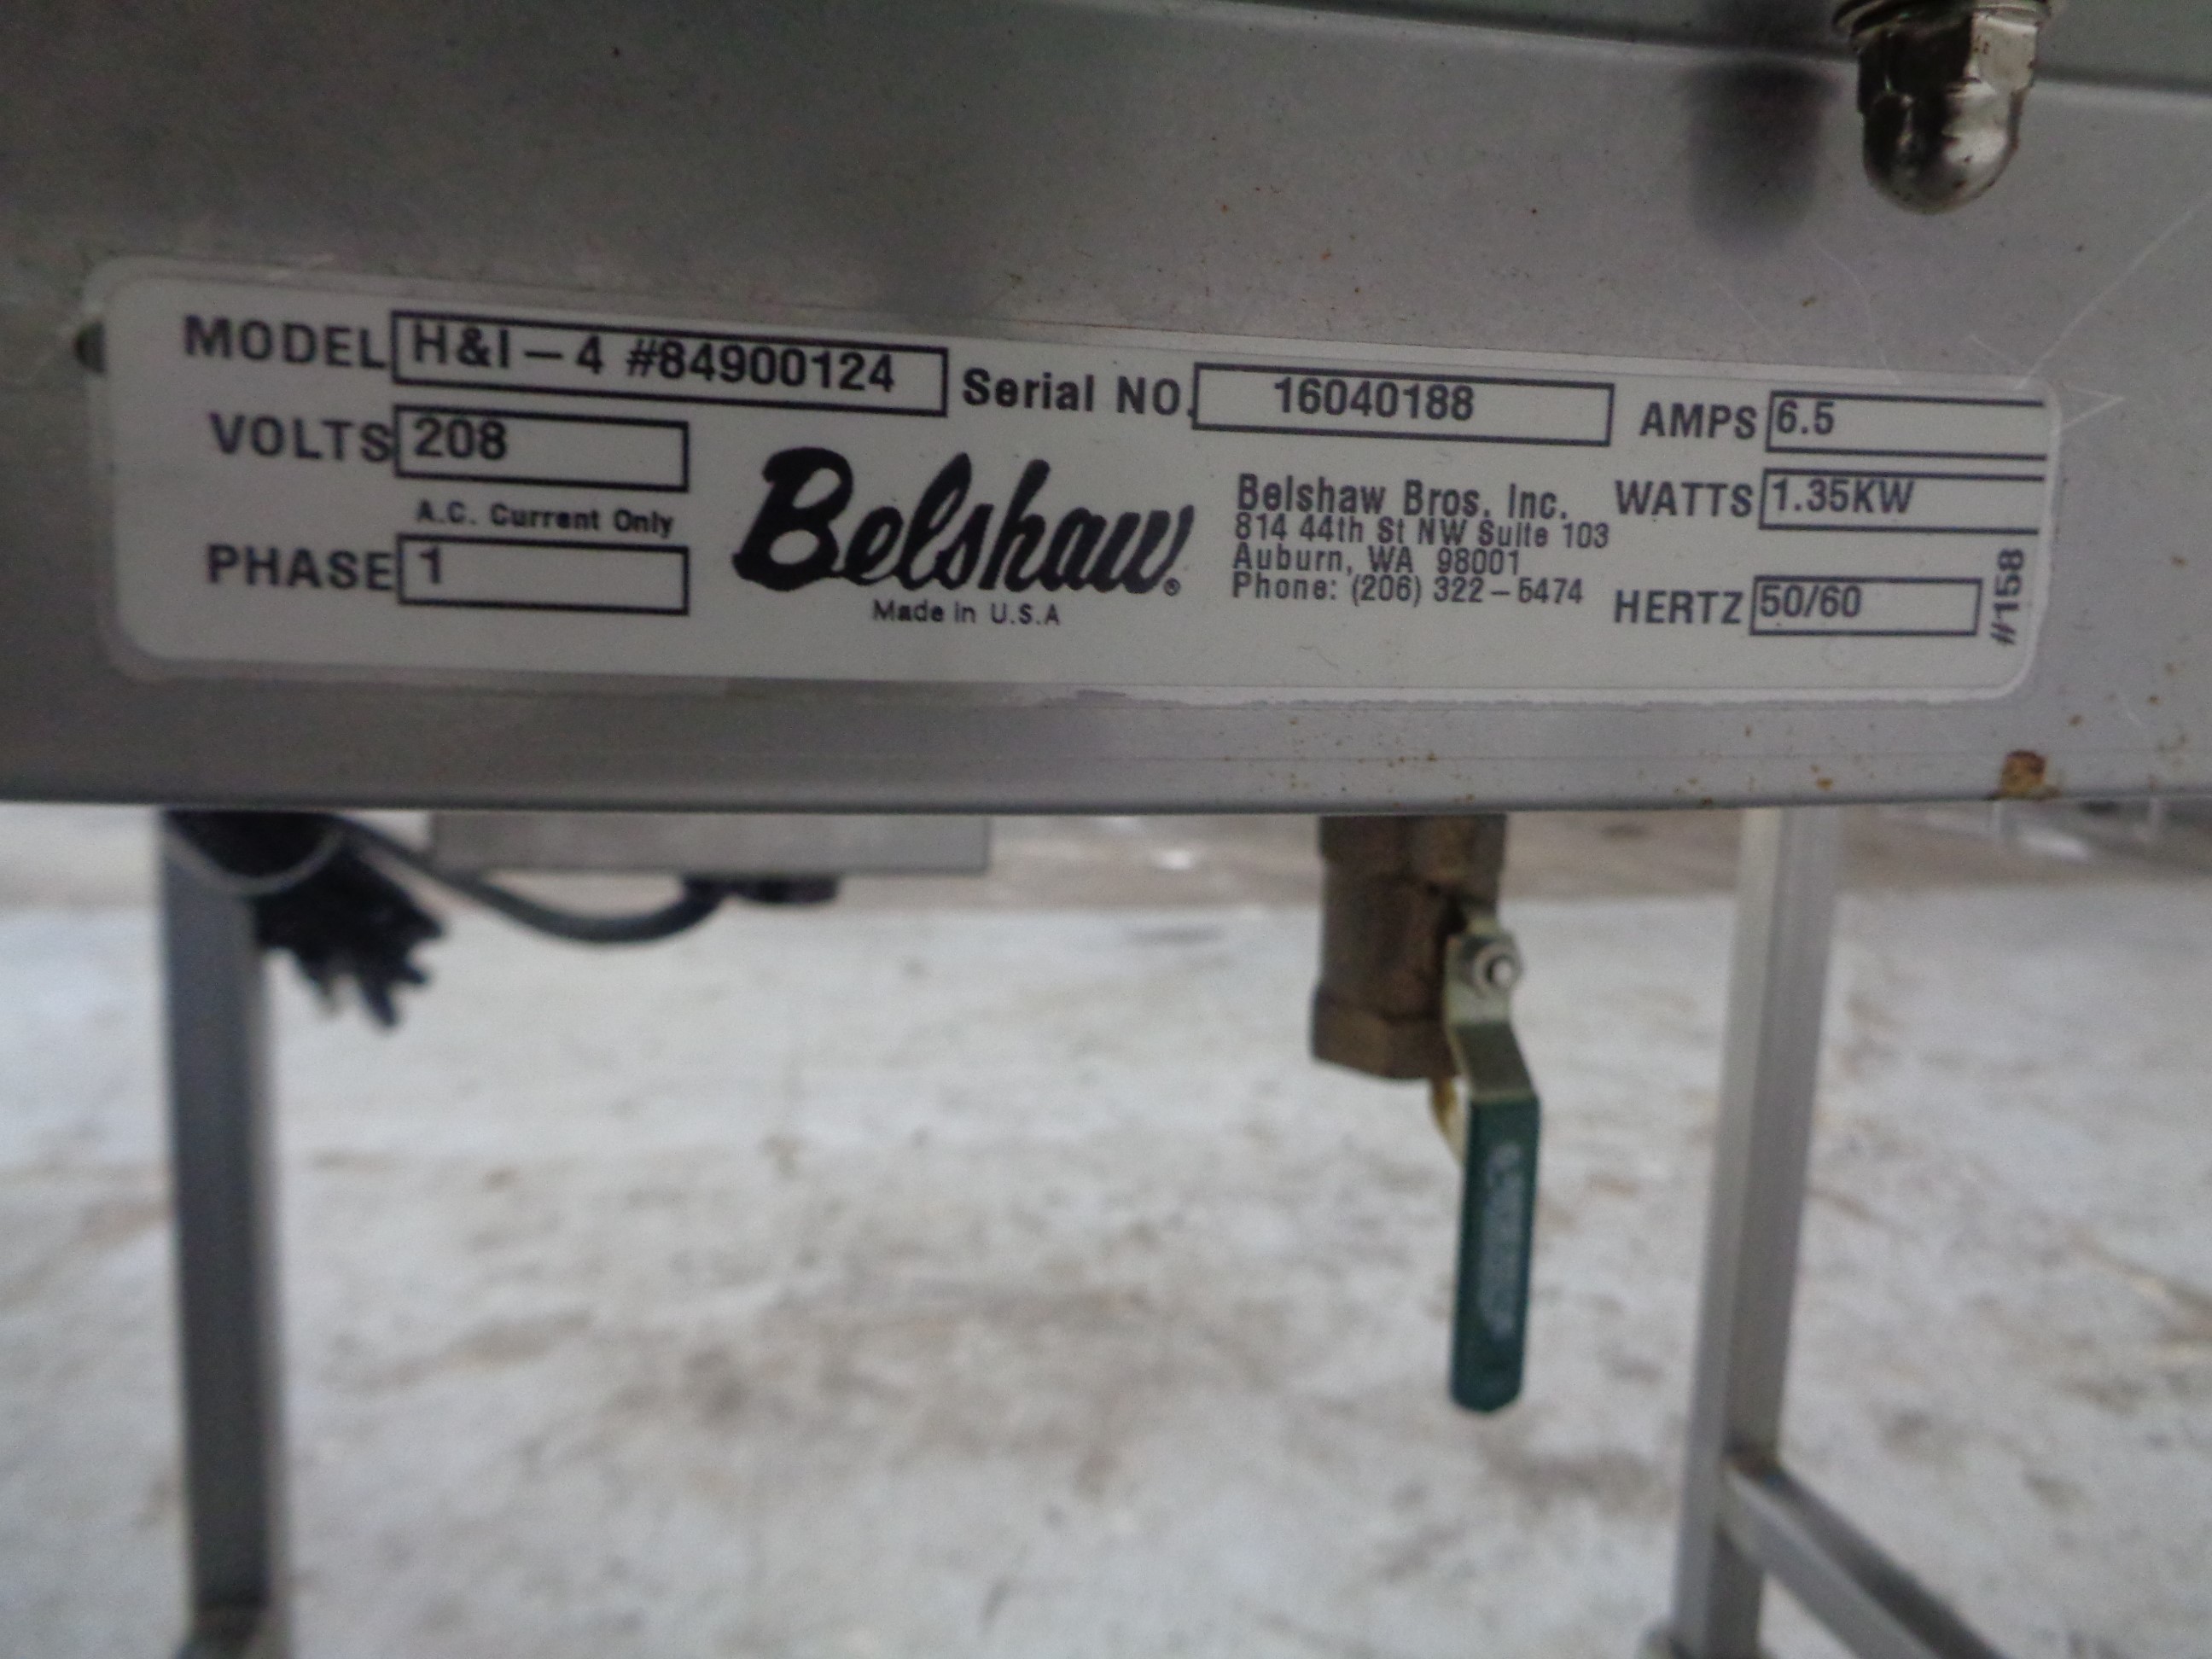 MODEL H&I-4 #84900124 Serial NO. 16040188 AMPS 6.5
VOLTS 208
A.C. Current Only
PHASE 1
Belshaw®
Made in U.S.A
Belshaw Bros. Inc.
814 44th St NW Suite 103
Auburn, WA 98001
Phone: (206) 322-5474
WATTS 1.35KW
HERTZ 50/60
#158